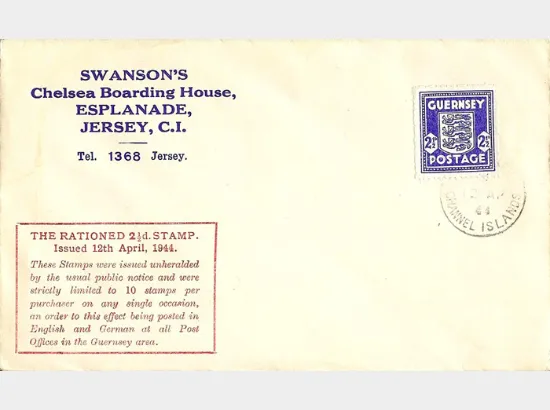 SWANSON'S
Chelsea Boarding House,
ESPLANADE,
JERSEY, C.I.
Tel. 1368 Jersey.
GUERNSEY
2½ 2½
POSTAGE
44
CHANNEL ISLANDS
THE RATIONED 2½d. STAMP.
Issued 12th April, 1944.
These Stamps were issued unheralded
by the usual public notice and were
strictly limited to 10 stamps per
purchaser on any single occasion,
an order to this effect being posted in
English and German at all Post
Offices in the Guernsey area.